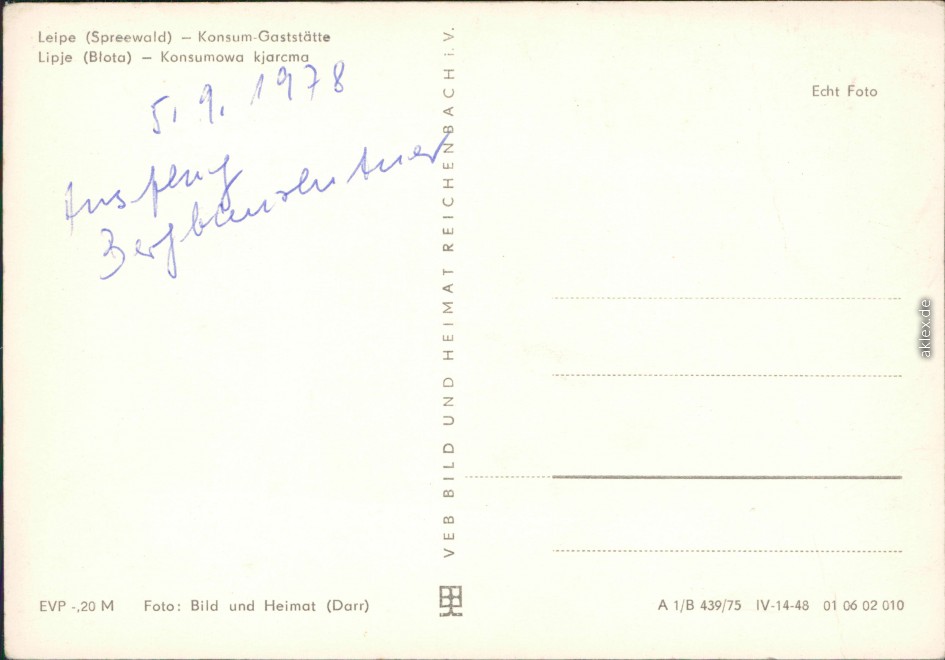 Leipe (Spreewald) – Konsum-Gaststätte
Lipje (Błota) – Konsumowa kjarcma
5. 9. 1978
Ausflug
Bergbaurentner
Echt Foto
VEB BILD UND HEIMAT REICHENBACH i. V.
aklex.de
EVP -,20 M Foto: Bild und Heimat (Darr)
A 1/B 439/75 IV-14-48 01 06 02 010